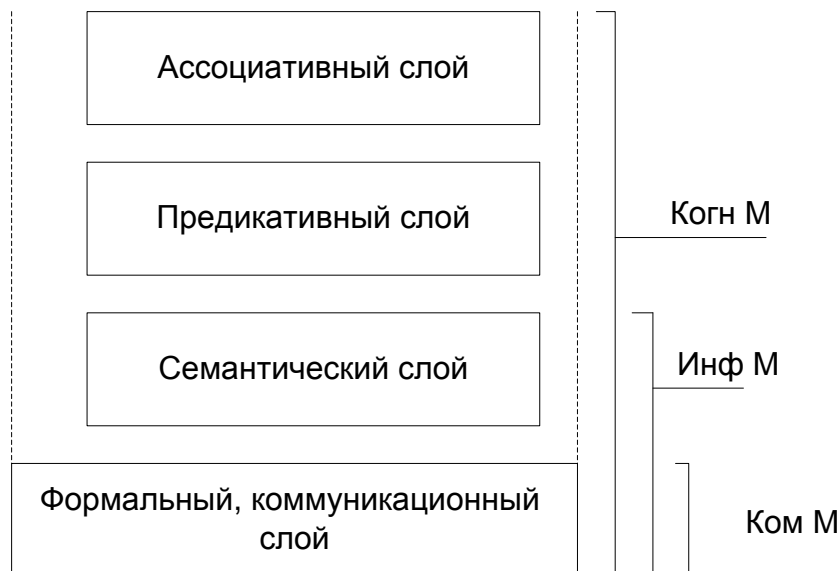 Ассоциативный слой
Предикативный слой
Когн М
Семантический слой
Инф М
Формальный, коммуникационный
слой
Ком М